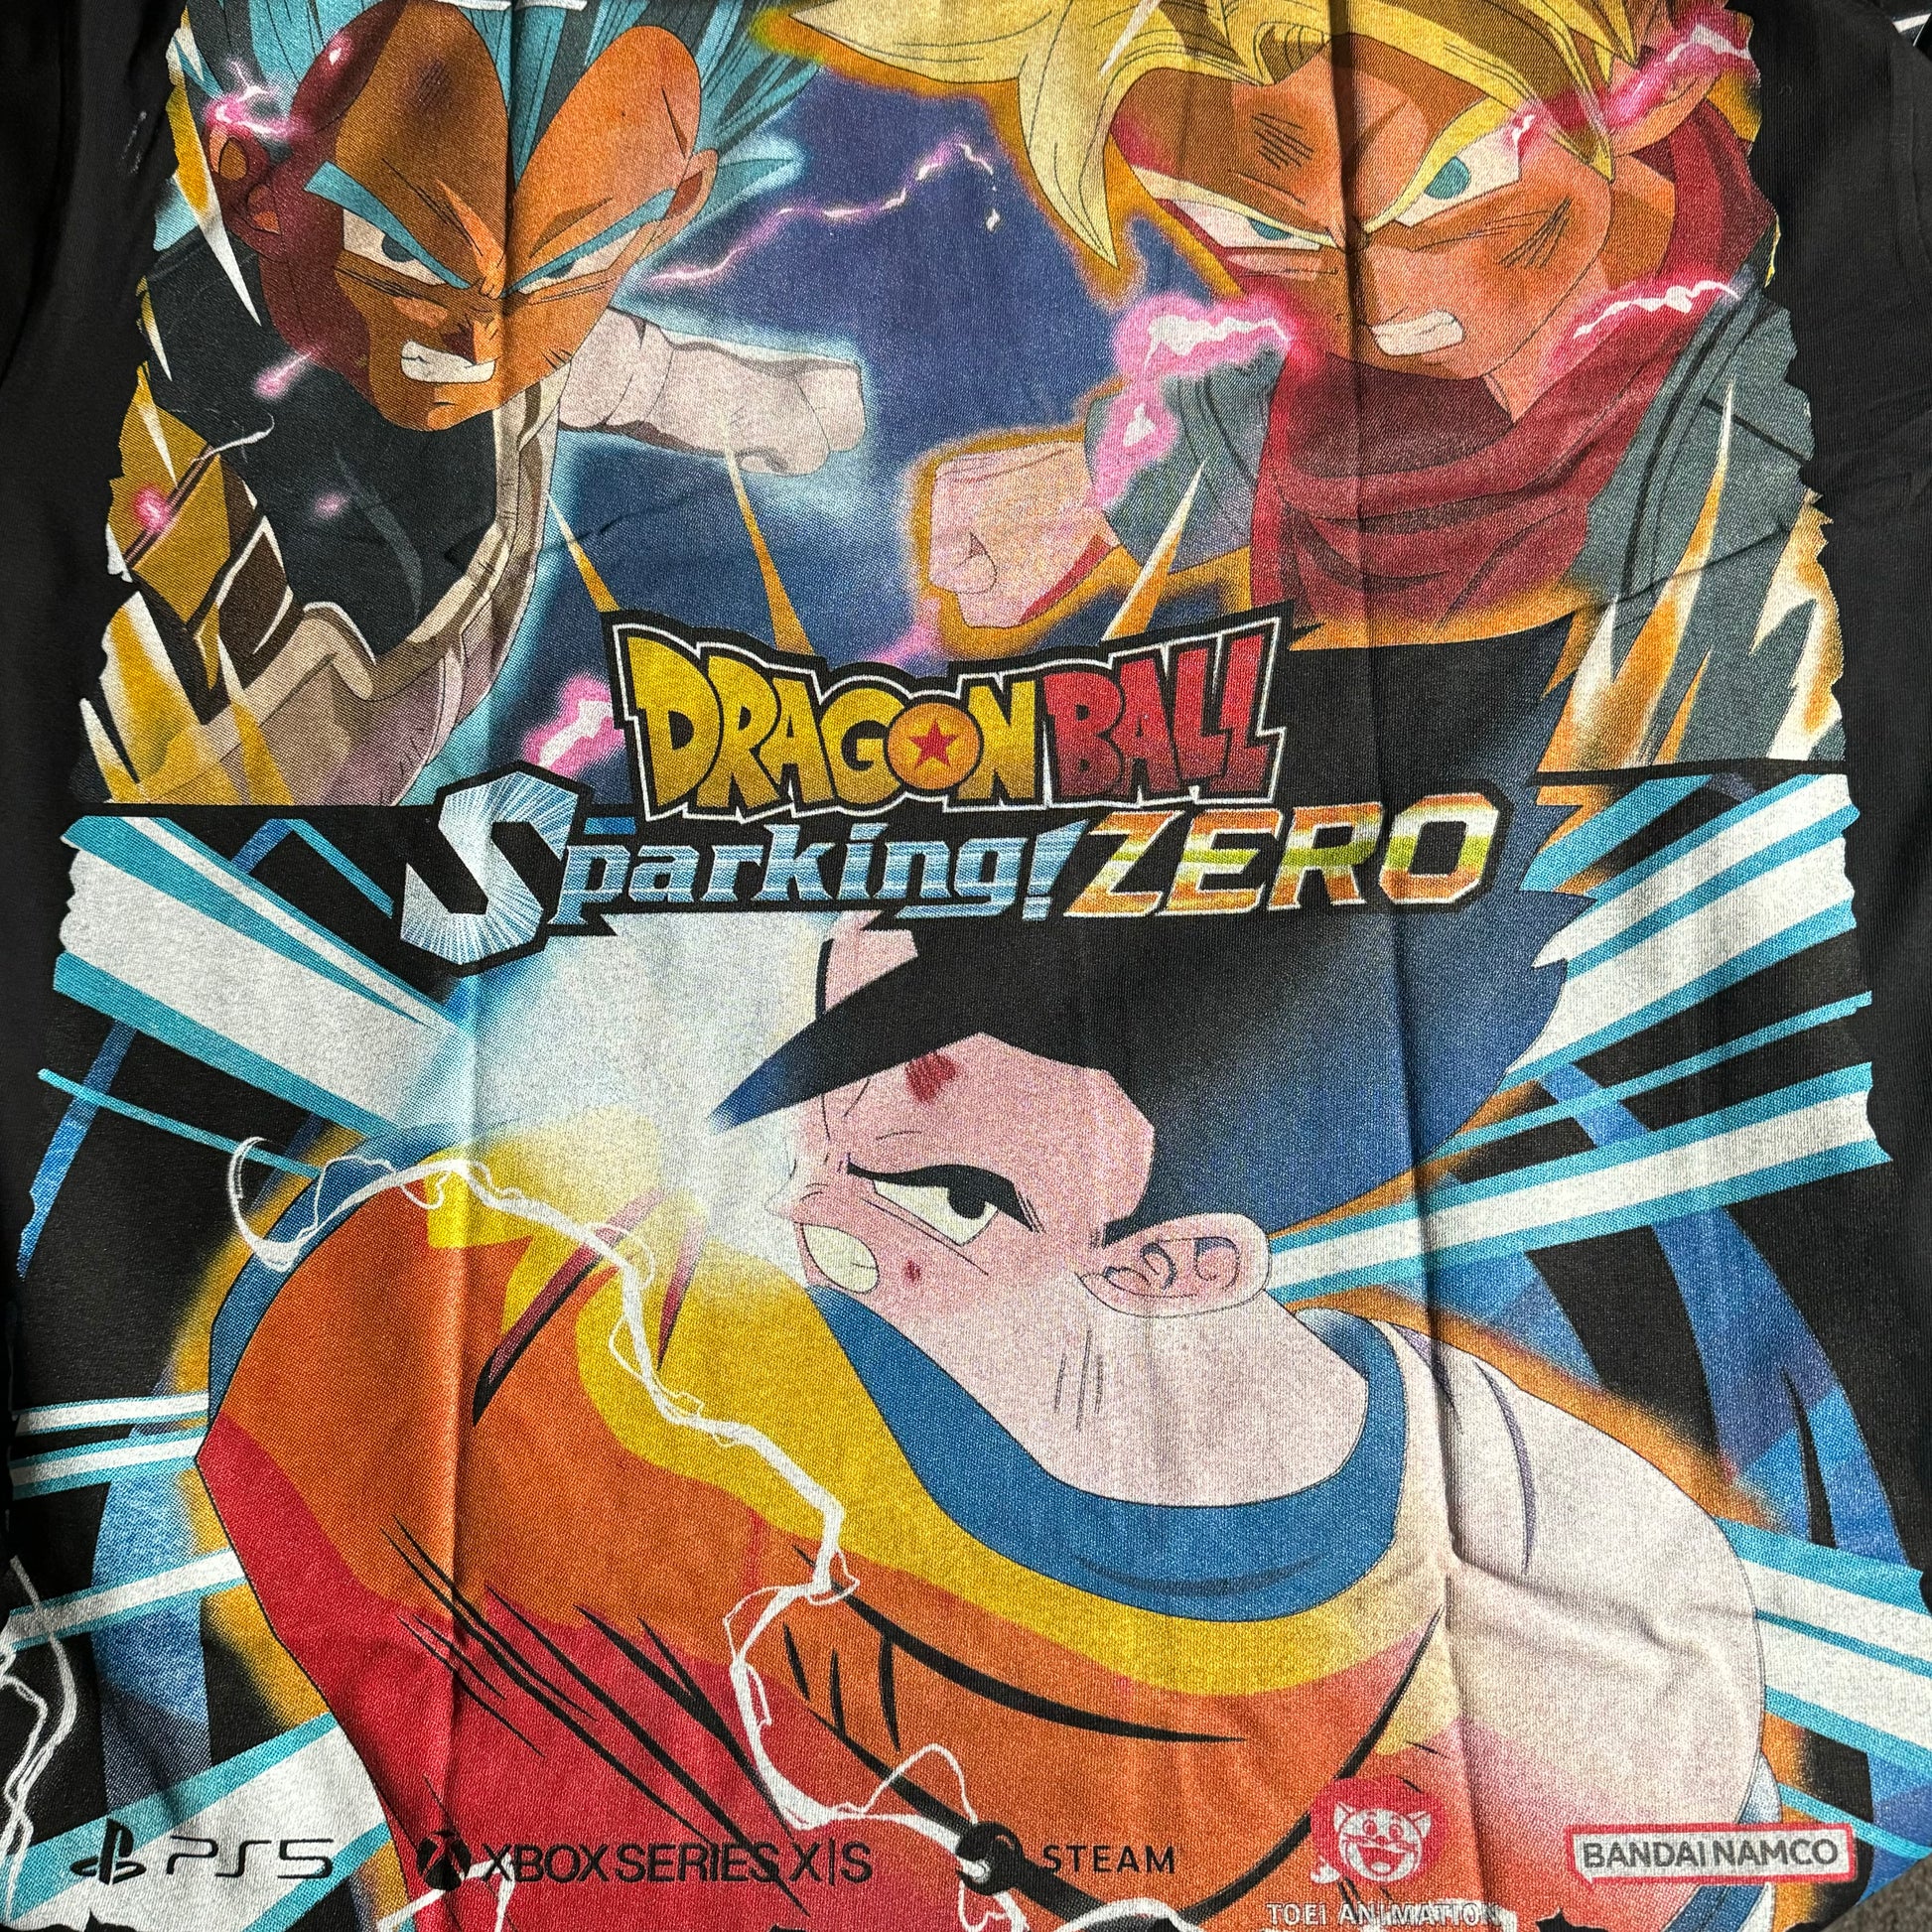 DRAGON BALL
Sparking! ZERO
PS5
XBOX SERIES X|S
STEAM
TOEI ANIMATION
BANDAI NAMCO